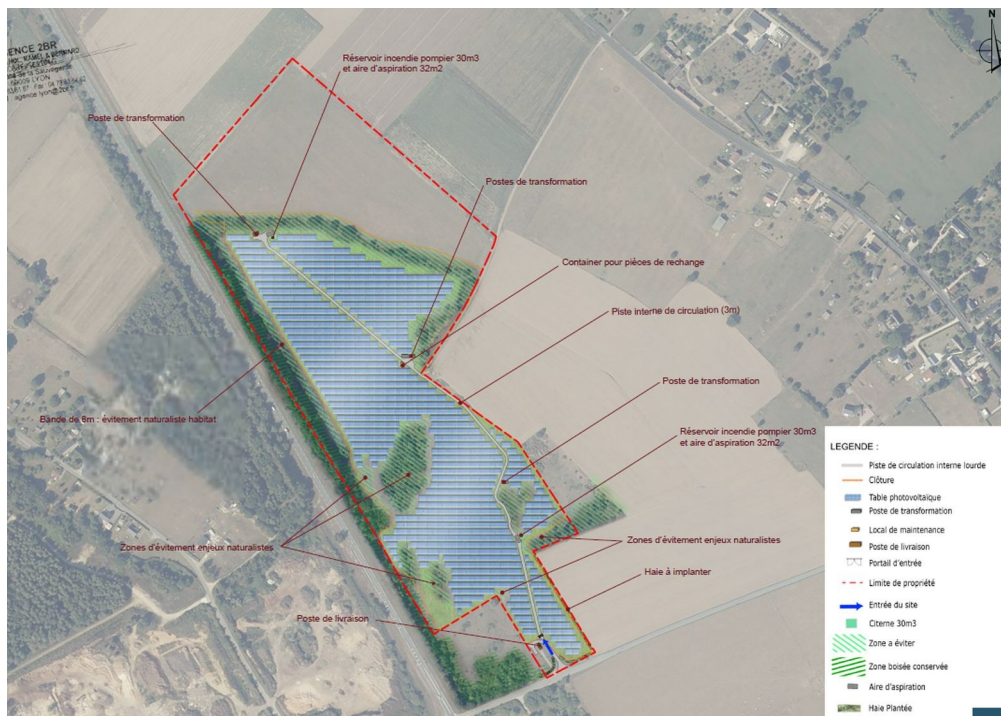 N
ENCE 2BR
69009 LYON
Réservoir incendie pompier 30m3
et aire d'aspiration 32m2
Poste de transformation
Postes de transformation
Container pour pièces de rechange
Piste interne de circulation (3m)
Poste de transformation
Bande de 8m : évitement naturaliste habitat
Réservoir incendie pompier 30m3
et aire d'aspiration 32m2
Zones d'évitement enjeux naturalistes
Zones d'évitement enjeux naturalistes
Haie à implanter
Poste de livraison
LEGENDE :
Piste de circulation interne lourde
Clôture
Table photovoltaïque
Poste de transformation
Local de maintenance
Poste de livraison
Portail d'entrée
Limite de propriété
Entrée du site
Citerne 30m3
Zone a éviter
Zone boisée conservée
Aire d'aspiration
Haie Plantée